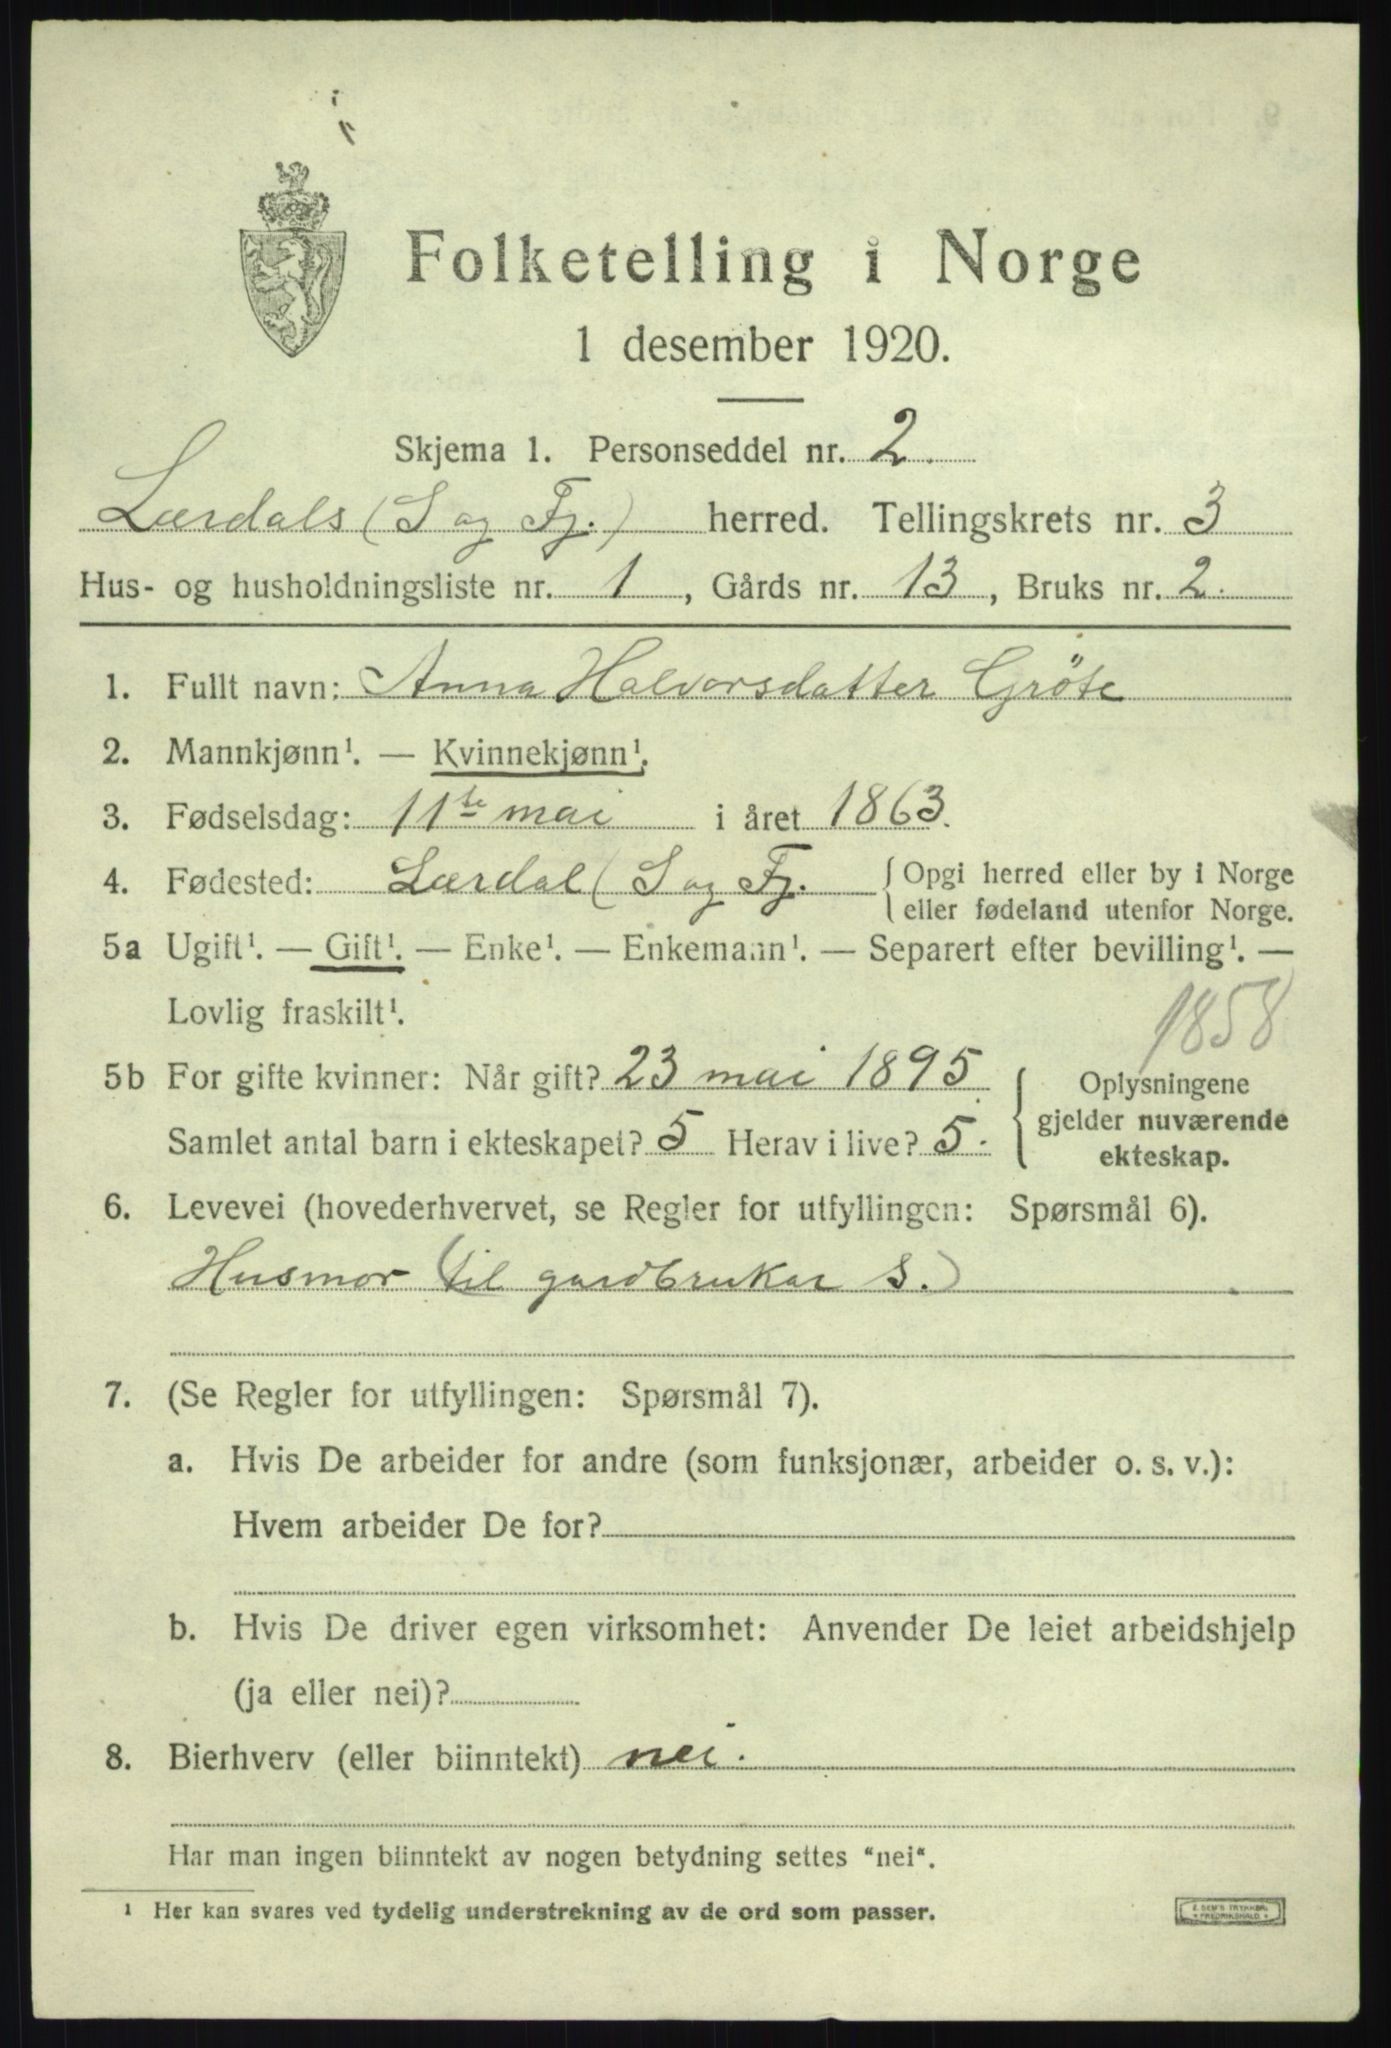 Folketelling i Norge
1 desember 1920.
Skjema 1. Personseddel nr. 2.
Lærdals (S og Fj.) herred. Tellingskrets nr. 3
Hus- og husholdningsliste nr. 1, Gårds nr. 13, Bruks nr. 2.
1. Fullt navn: Anna Halvorsdatter Gröte
2. Mannkjønn¹. — Kvinnekjønn¹.
3. Fødselsdag: 11te mai i året 1863.
4. Fødested: Lærdal (S og Fj. { Opgi herred eller by i Norge
eller fødeland utenfor Norge.
5a Ugift¹. — Gift¹. — Enke¹. — Enkemann¹. — Separert efter bevilling¹. —
Lovlig fraskilt¹.
1858
5b For gifte kvinner: Når gift? 23 mai 1895
Samlet antal barn i ekteskapet? 5 Herav i live? 5.
{ Oplysningene
gjelder nuværende
ekteskap.
6. Levevei (hovederhvervet, se Regler for utfyllingen: Spørsmål 6).
Husmor (til gardbrukar S.)
7. (Se Regler for utfyllingen: Spørsmål 7).
a. Hvis De arbeider for andre (som funksjonær, arbeider o. s. v.):
Hvem arbeider De for?
b. Hvis De driver egen virksomhet: Anvender De leiet arbeidshjelp
(ja eller nei)?
8. Bierhverv (eller biinntekt) nei.
Har man ingen biinntekt av nogen betydning settes "nei".
¹ Her kan svares ved tydelig understrekning av de ord som passer.
E. SEM'S TRYKKERI
FREDRIKSHALD